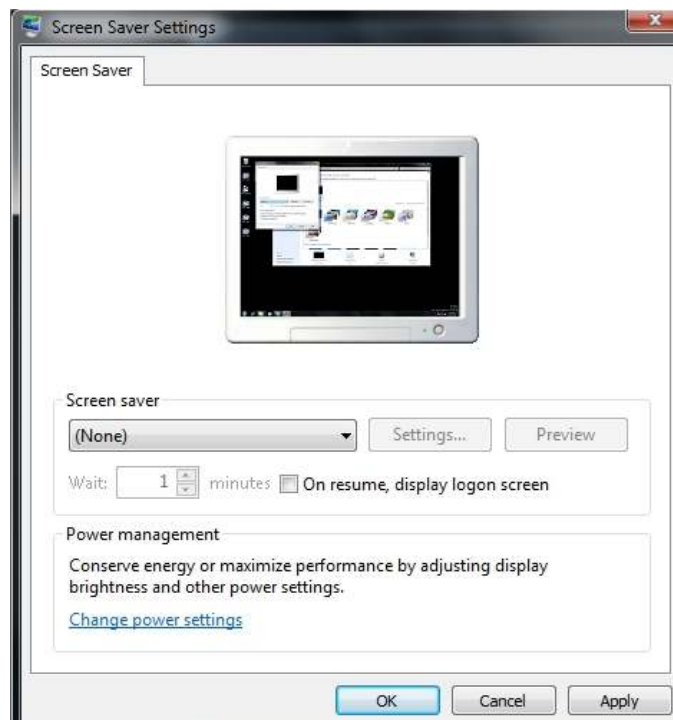 Screen Saver Settings
Screen Saver
Screen saver
(None)
Settings...
Preview
Wait:
1
minutes
On resume, display logon screen
Power management
Conserve energy or maximize performance by adjusting display
brightness and other power settings.
Change power settings
OK
Cancel
Apply